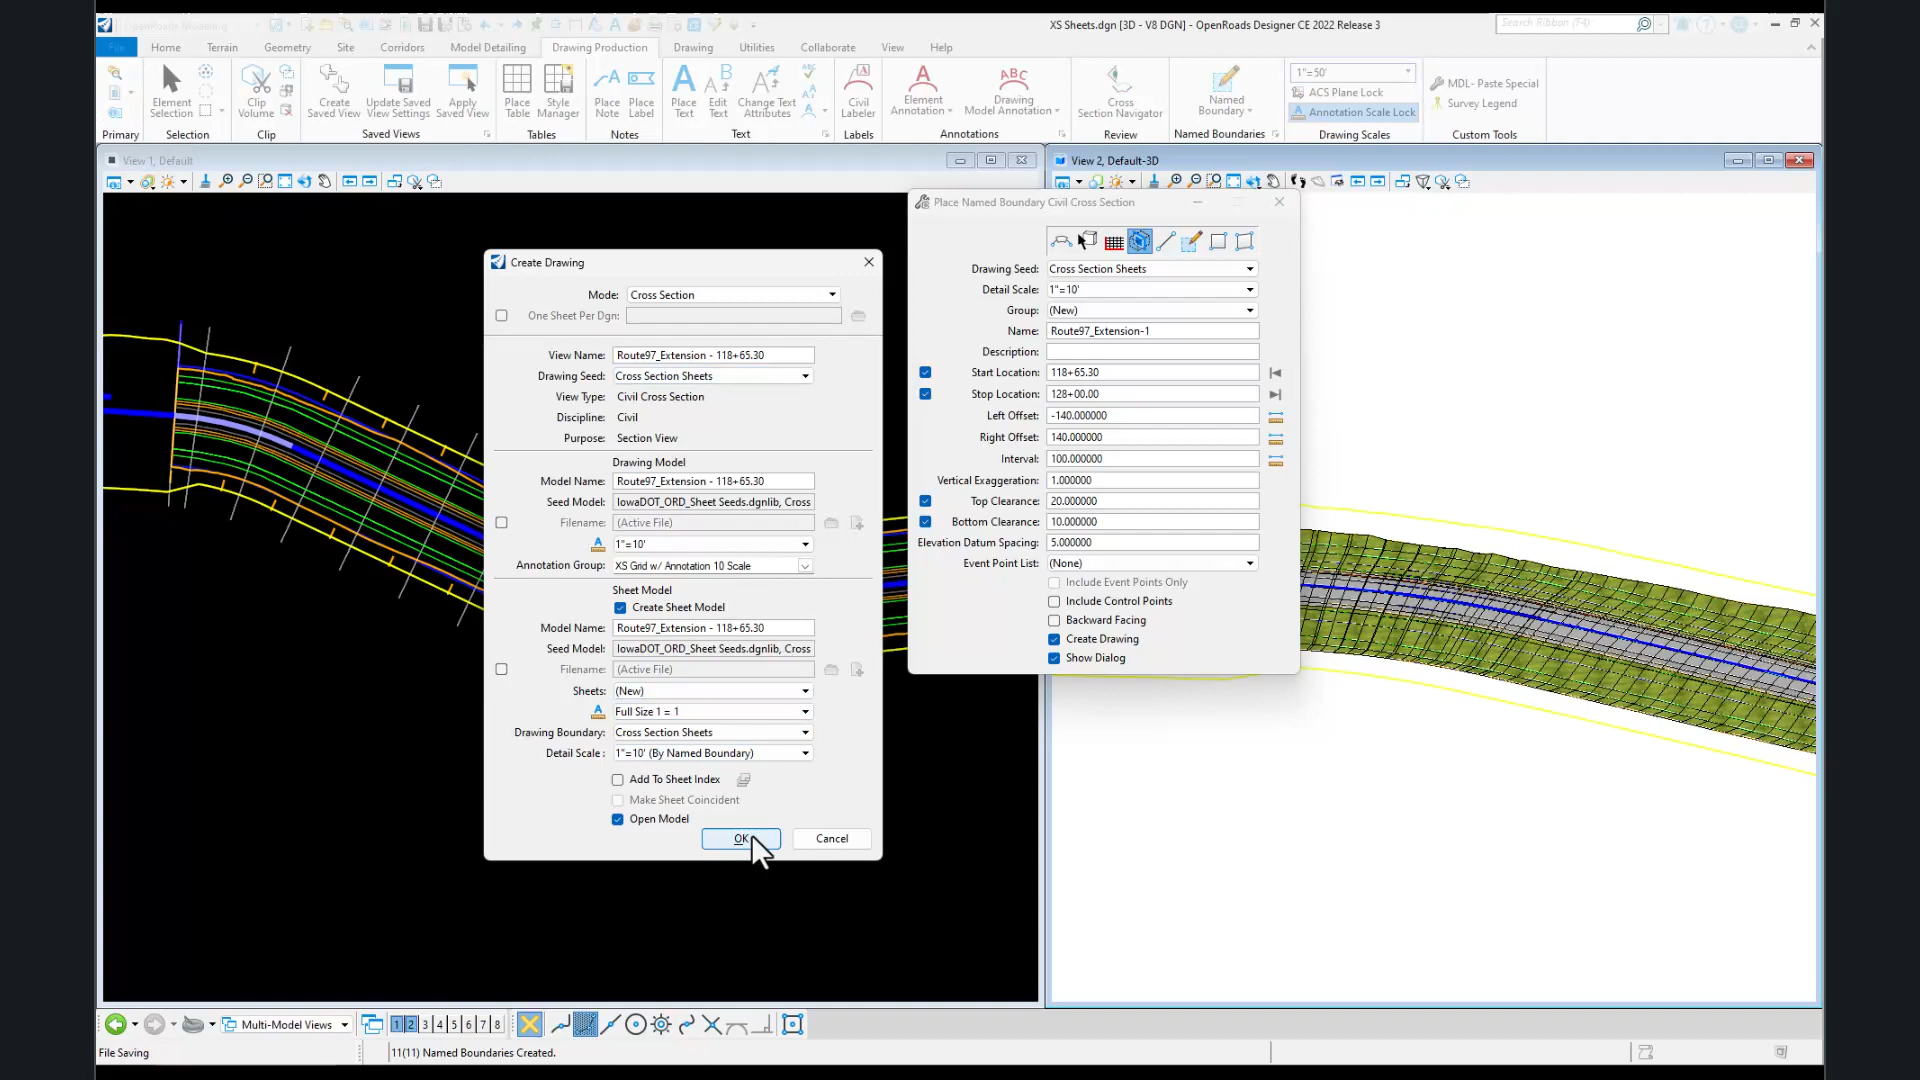 OpenRoads Modeling
XS Sheets.dgn [3D - V8 DGN] - OpenRoads Designer CE 2022 Release 3
Search Ribbon (F4)
File Home Terrain Geometry Site Corridors Model Detailing Drawing Production Drawing Utilities Collaborate View Help
Element Selection
Clip Volume
Create Saved View
Update Saved View Settings
Apply Saved View
Place Table
Style Manager
Place Note
Place Label
Place Text
Edit Text
Change Text Attributes
Civil Labeler
Element Annotation
Drawing Model Annotation
Cross Section Navigator
Named Boundary
1"=50'
ACS Plane Lock
Annotation Scale Lock
MDL- Paste Special
Survey Legend
Primary Selection Clip Saved Views Tables Notes Text Labels Annotations Review Named Boundaries Drawing Scales Custom Tools
View 1, Default
View 2, Default-3D
Create Drawing
Mode: Cross Section
One Sheet Per Dgn:
View Name: Route97_Extension - 118+65.30
Drawing Seed: Cross Section Sheets
View Type: Civil Cross Section
Discipline: Civil
Purpose: Section View
Drawing Model
Model Name: Route97_Extension - 118+65.30
Seed Model: IowaDOT_ORD_Sheet Seeds.dgnlib, Cross
Filename: (Active File)
1"=10'
Annotation Group: XS Grid w/ Annotation 10 Scale
Sheet Model
Create Sheet Model
Model Name: Route97_Extension - 118+65.30
Seed Model: IowaDOT_ORD_Sheet Seeds.dgnlib, Cross
Filename: (Active File)
Sheets: (New)
Full Size 1 = 1
Drawing Boundary: Cross Section Sheets
Detail Scale : 1"=10' (By Named Boundary)
Add To Sheet Index
Make Sheet Coincident
Open Model
OK Cancel
Place Named Boundary Civil Cross Section
Drawing Seed: Cross Section Sheets
Detail Scale: 1"=10'
Group: (New)
Name: Route97_Extension-1
Description:
Start Location: 118+65.30
Stop Location: 128+00.00
Left Offset: -140.000000
Right Offset: 140.000000
Interval: 100.000000
Vertical Exaggeration: 1.000000
Top Clearance: 20.000000
Bottom Clearance: 10.000000
Elevation Datum Spacing: 5.000000
Event Point List: (None)
Include Event Points Only
Include Control Points
Backward Facing
Create Drawing
Show Dialog
Multi-Model Views 1 2 3 4 5 6 7 8
File Saving 11(11) Named Boundaries Created.